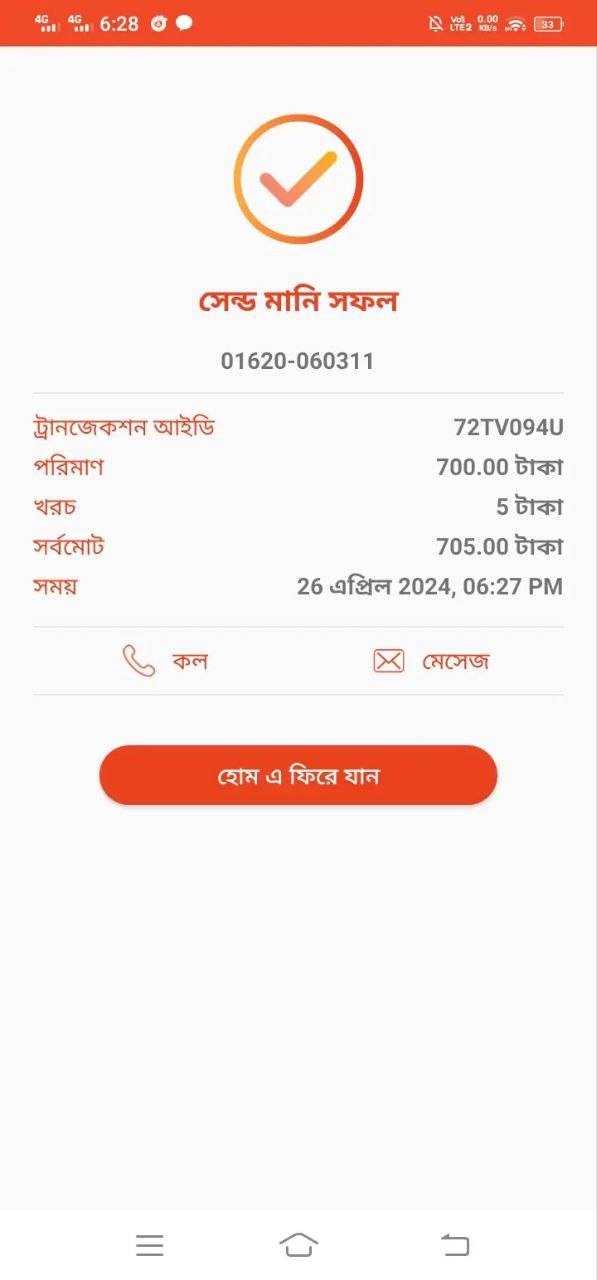 4G 4G 6:28 Vo) LTE2 0.00 KB/s 33
সেন্ড মানি সফল
01620-060311
ট্রানজেকশন আইডি 72TV094U
পরিমাণ 700.00 টাকা
খরচ 5 টাকা
সর্বমোট 705.00 টাকা
সময় 26 এপ্রিল 2024, 06:27 PM
কল মেসেজ
হোম এ ফিরে যান